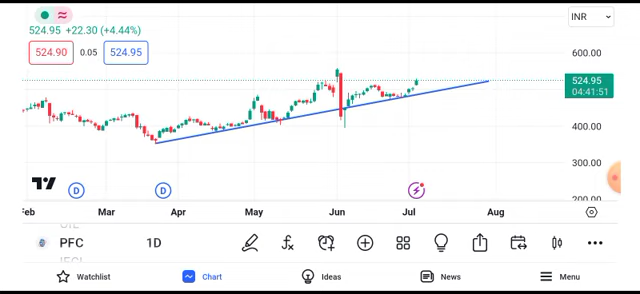 INR
524.95 +22.30 (+4.44%)
524.90 0.05 524.95
600.00
524.95
04:41:51
400.00
300.00
200.00
D D
Feb Mar Apr May Jun Jul Aug
PFC 1D
Watchlist Chart Ideas News Menu